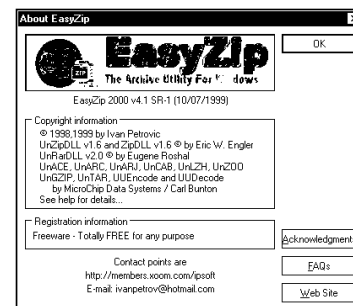 About EasyZip
EasyZip
ZIP
The Archive Utility For
OK
EasyZip 2000 v4.1 SR-1 (10/07/1999)
Copyright information
© 1998,1999 by Ivan Petrovic
UnZipDLL v1.6 and ZipDLL v1.6 © by Eric W. Engler
UnRarDLL v2.0 © by Eugene Roshal
UnACE, UnARC, UnARJ, UnCAB, UnLZH, UnZOO
UnGZIP, UnTAR, UUEncode and UUDecode
by MicroChip Data Systems / Carl Bunton
See help for details...
Registration information
Freeware - Totally FREE for any purpose
Contact points are
http://members.xoom.com/ipsoft
E-mail: ivanpetrov@hotmail.com
Acknowledgment
FAQs
Web Site